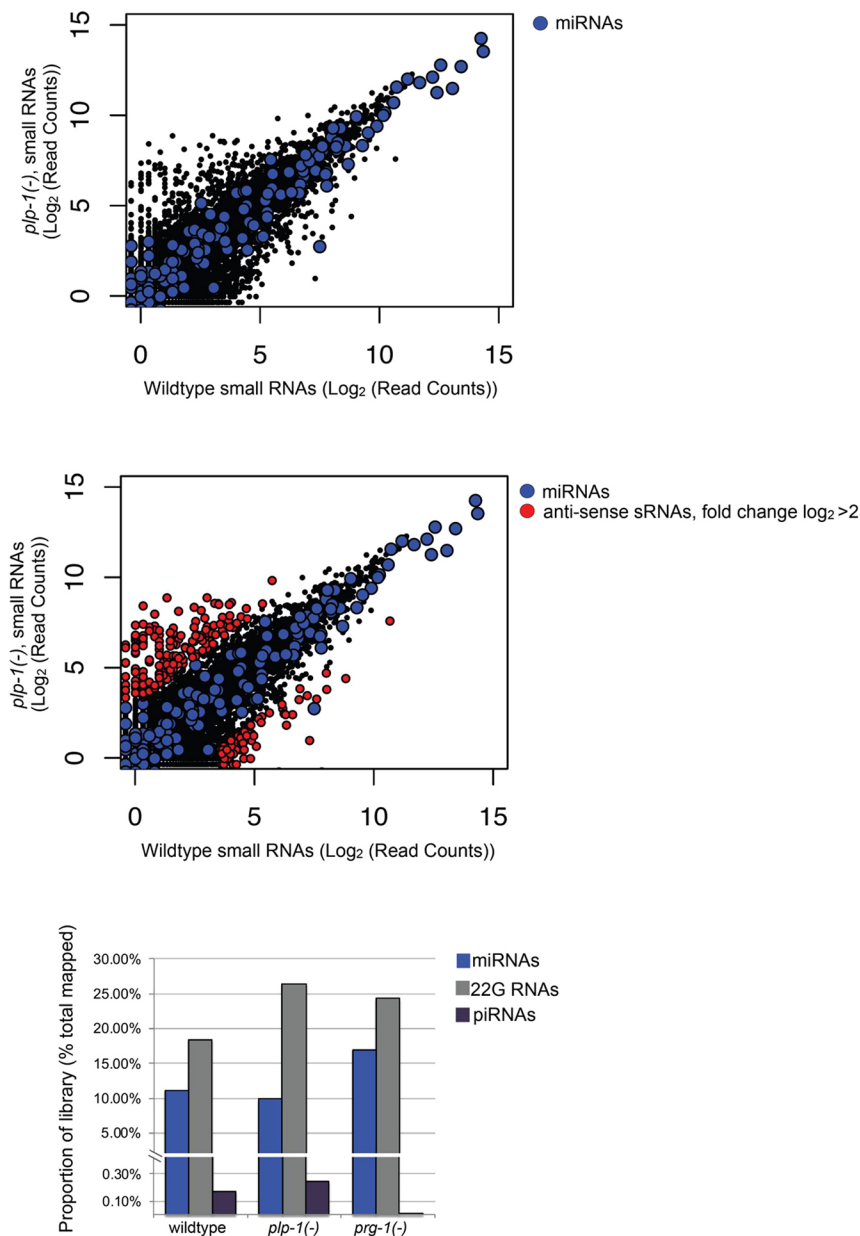 miRNAs
plp-1(-), small RNAs
(Log2 (Read Counts))
15
10
5
0
0 5 10 15
Wildtype small RNAs (Log2 (Read Counts))
miRNAs
anti-sense sRNAs, fold change log2 >2
plp-1(-), small RNAs
(Log2 (Read Counts))
15
10
5
0
0 5 10 15
Wildtype small RNAs (Log2 (Read Counts))
miRNAs
22G RNAs
piRNAs
Proportion of library (% total mapped)
30.00%
25.00%
20.00%
15.00%
10.00%
5.00%
0.30%
0.10%
wildtype plp-1(-) prg-1(-)